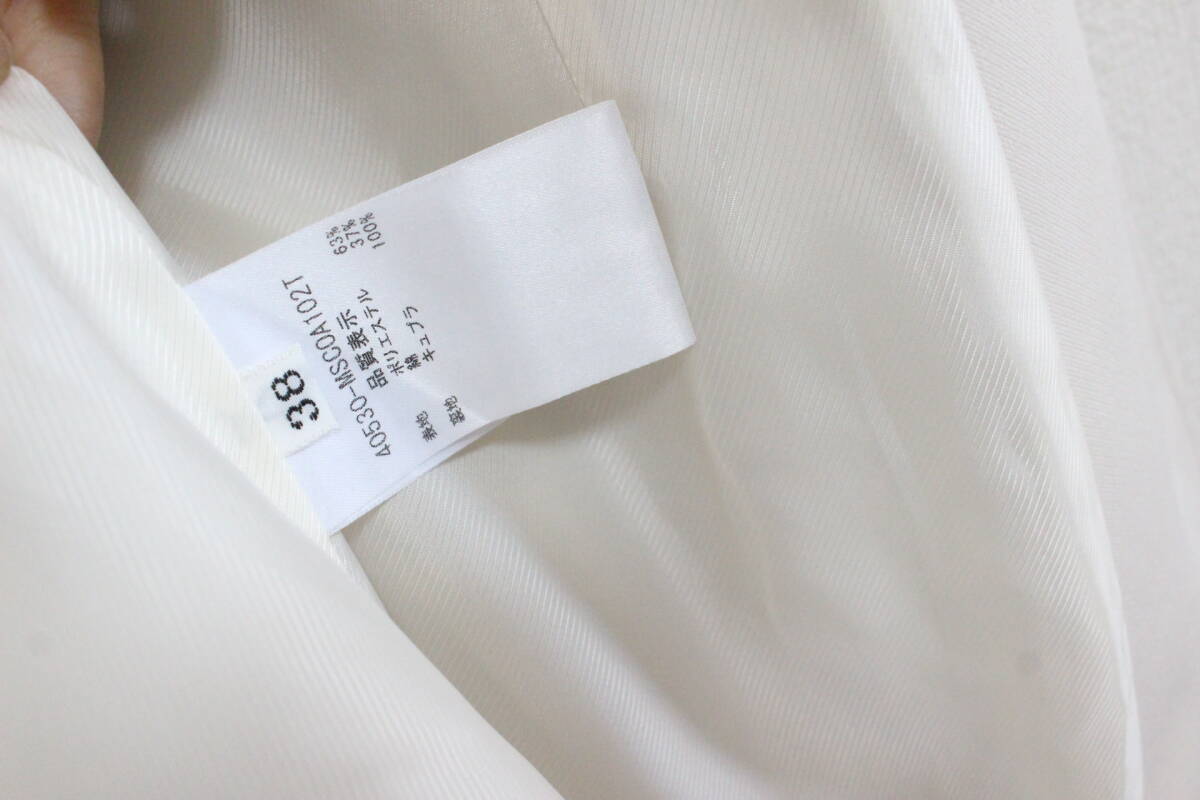 38
40530-MSC0A102T
品質表示
表地 ポリエステル 63%
綿 37%
裏地 キュプラ 100%